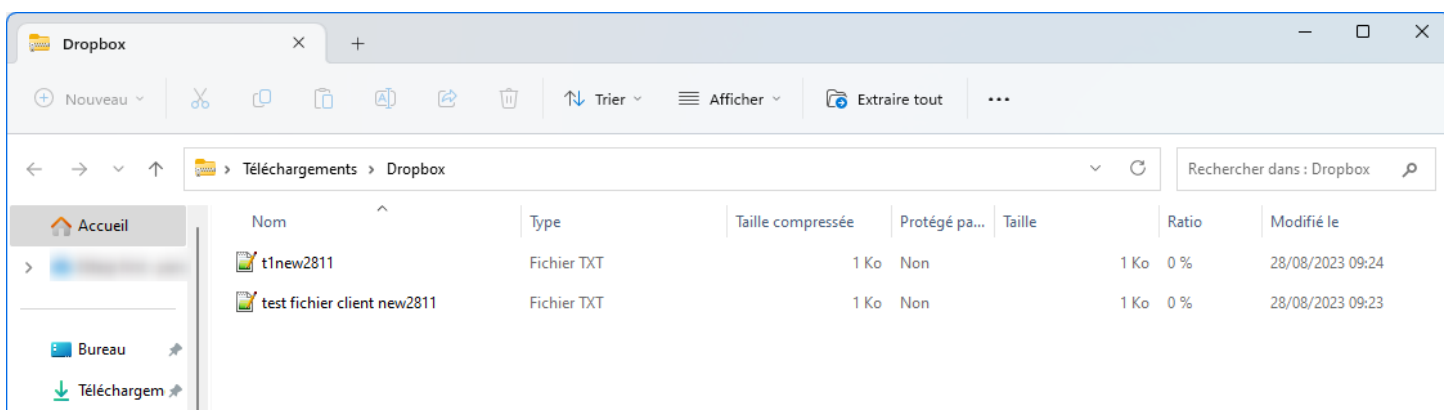 Dropbox
Nouveau Trier Afficher Extraire tout
Téléchargements > Dropbox Rechercher dans : Dropbox
Accueil
Nom Type Taille compressée Protégé pa... Taille Ratio Modifié le
t1new2811 Fichier TXT 1 Ko Non 1 Ko 0 % 28/08/2023 09:24
test fichier client new2811 Fichier TXT 1 Ko Non 1 Ko 0 % 28/08/2023 09:23
Bureau
Téléchargem